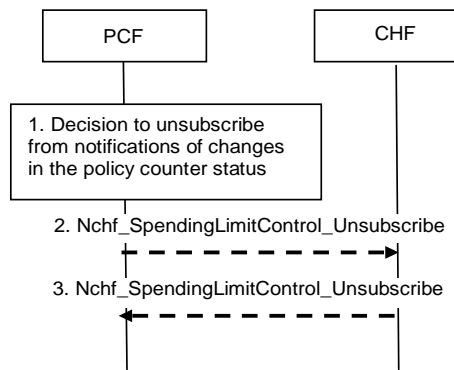 PCF
CHF
1. Decision to unsubscribe
from notifications of changes
in the policy counter status
2. Nchf_SpendingLimitControl_Unsubscribe
3. Nchf_SpendingLimitControl_Unsubscribe